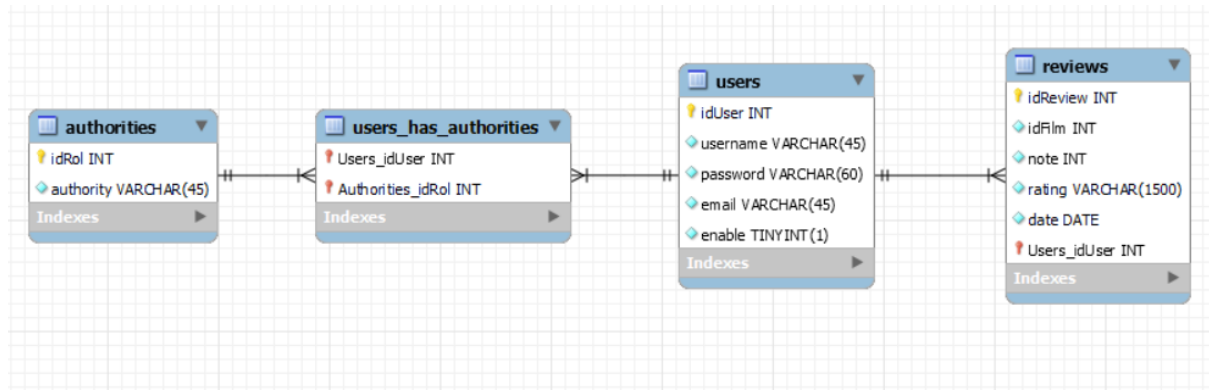 authorities
idRol INT
authority VARCHAR(45)
Indexes
users_has_authorities
Users_idUser INT
Authorities_idRol INT
Indexes
users
idUser INT
username VARCHAR(45)
password VARCHAR(60)
email VARCHAR(45)
enable TINYINT(1)
Indexes
reviews
idReview INT
idFilm INT
note INT
rating VARCHAR(1500)
date DATE
Users_idUser INT
Indexes